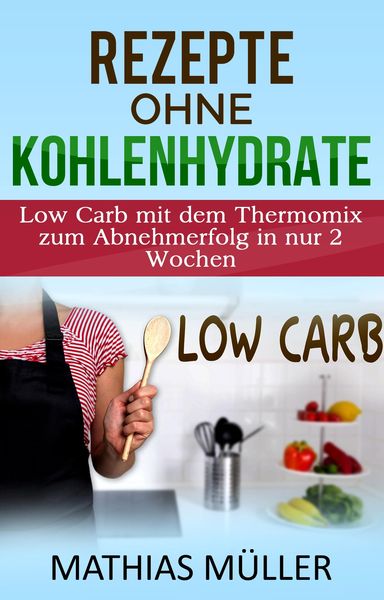 REZEPTE
OHNE
KOHLENHYDRATE
Low Carb mit dem Thermomix
zum Abnehmerfolg in nur 2
Wochen
LOW CARB
MATHIAS MÜLLER